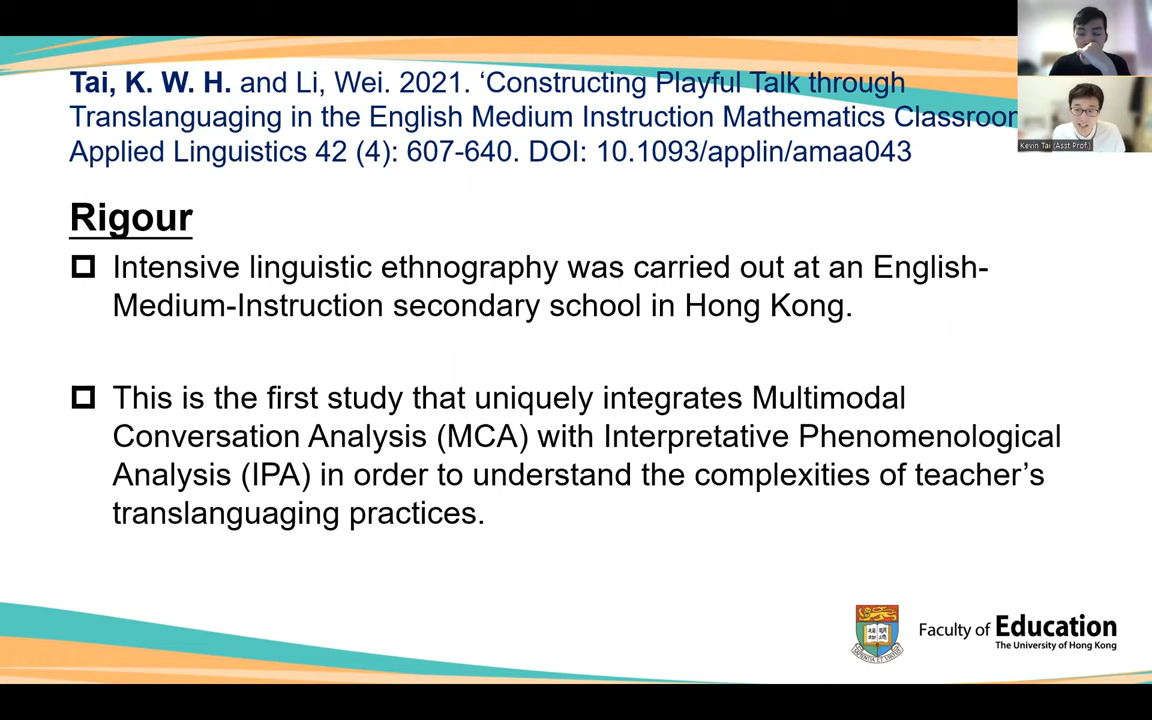 Tai, K. W. H. and Li, Wei. 2021. ‘Constructing Playful Talk through
Translanguaging in the English Medium Instruction Mathematics Classroom
Applied Linguistics 42 (4): 607-640. DOI: 10.1093/applin/amaa043
Kevin Tai (Asst Prof.)
Rigour
Intensive linguistic ethnography was carried out at an English-
Medium-Instruction secondary school in Hong Kong.
This is the first study that uniquely integrates Multimodal
Conversation Analysis (MCA) with Interpretative Phenomenological
Analysis (IPA) in order to understand the complexities of teacher’s
translanguaging practices.
Faculty of Education
The University of Hong Kong